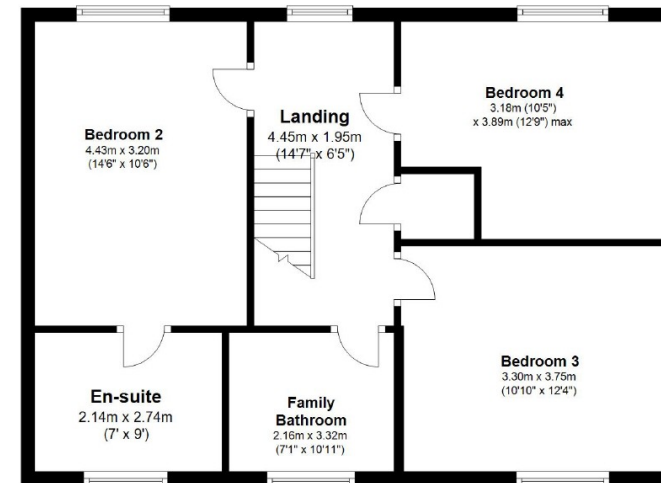 Bedroom 2
4.43m x 3.20m
(14'6" x 10'6")
Landing
4.45m x 1.95m
(14'7" x 6'5")
Bedroom 4
3.18m (10'5")
x 3.89m (12'9") max
En-suite
2.14m x 2.74m
(7' x 9')
Family
Bathroom
2.16m x 3.32m
(7'1" x 10'11")
Bedroom 3
3.30m x 3.75m
(10'10" x 12'4")